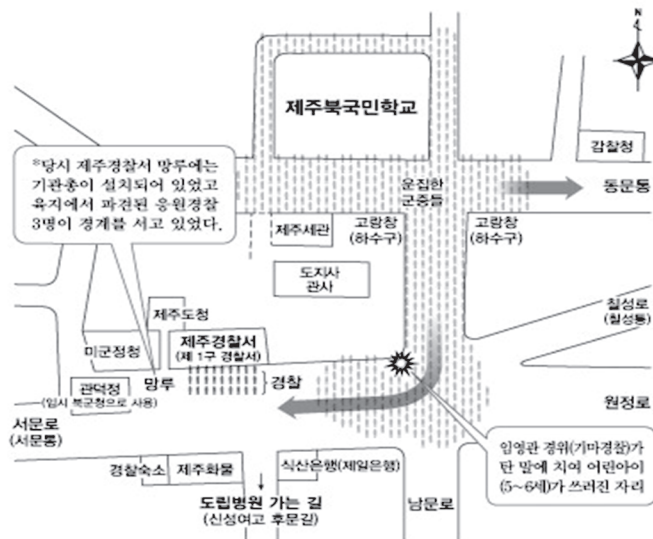 N
제주북국민학교
감찰청
*당시 제주경찰서 망루에는
기관총이 설치되어 있었고
육지에서 파견된 응원경찰
3명이 경계를 서고 있었다.
운집한
군중들
동문통
제주세관
고랑창
(하수구)
고랑창
(하수구)
도지사
관사
제주도청
칠성로
(칠성통)
미군정청
제주경찰서
(제 1구 경찰서)
관덕정
(임시 북군청으로 사용)
망루
경찰
서문로
(서문통)
원정로
임영관 경위(기마경찰)가
탄 말에 치여 어린아이
(5~6세)가 쓰러진 자리
경찰숙소
제주화물
식산은행(제일은행)
도립병원 가는 길
(신성여고 후문길)
남문로